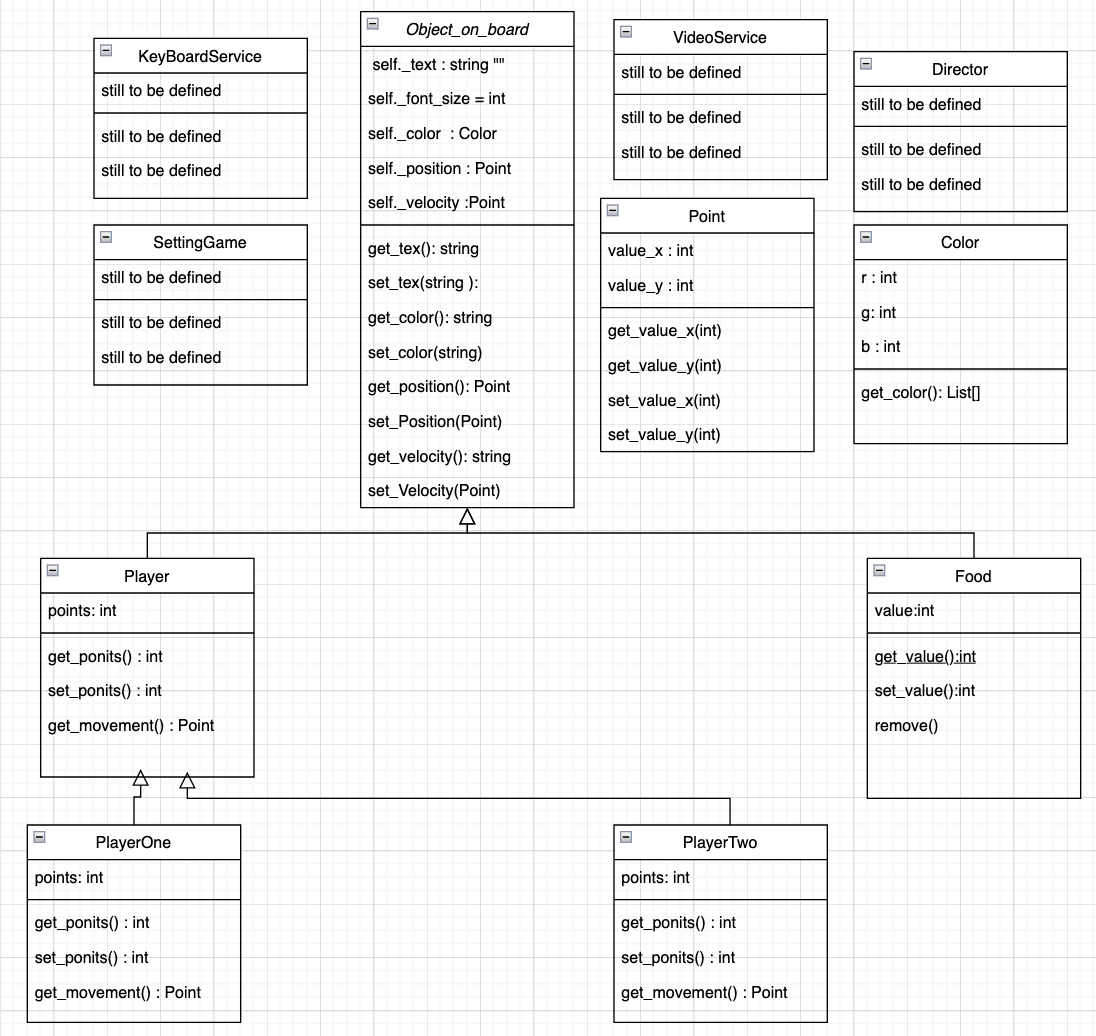 KeyBoardService
still to be defined
still to be defined
still to be defined
SettingGame
still to be defined
still to be defined
still to be defined
Object_on_board
self._text : string ""
self._font_size = int
self._color : Color
self._position : Point
self._velocity :Point
get_tex(): string
set_tex(string ):
get_color(): string
set_color(string)
get_position(): Point
set_Position(Point)
get_velocity(): string
set_Velocity(Point)
VideoService
still to be defined
still to be defined
still to be defined
Point
value_x : int
value_y : int
get_value_x(int)
get_value_y(int)
set_value_x(int)
set_value_y(int)
Director
still to be defined
still to be defined
still to be defined
Color
r : int
g: int
b : int
get_color(): List[]
Player
points: int
get_ponits() : int
set_ponits() : int
get_movement() : Point
Food
value:int
get_value():int
set_value():int
remove()
PlayerOne
points: int
get_ponits() : int
set_ponits() : int
get_movement() : Point
PlayerTwo
points: int
get_ponits() : int
set_ponits() : int
get_movement() : Point